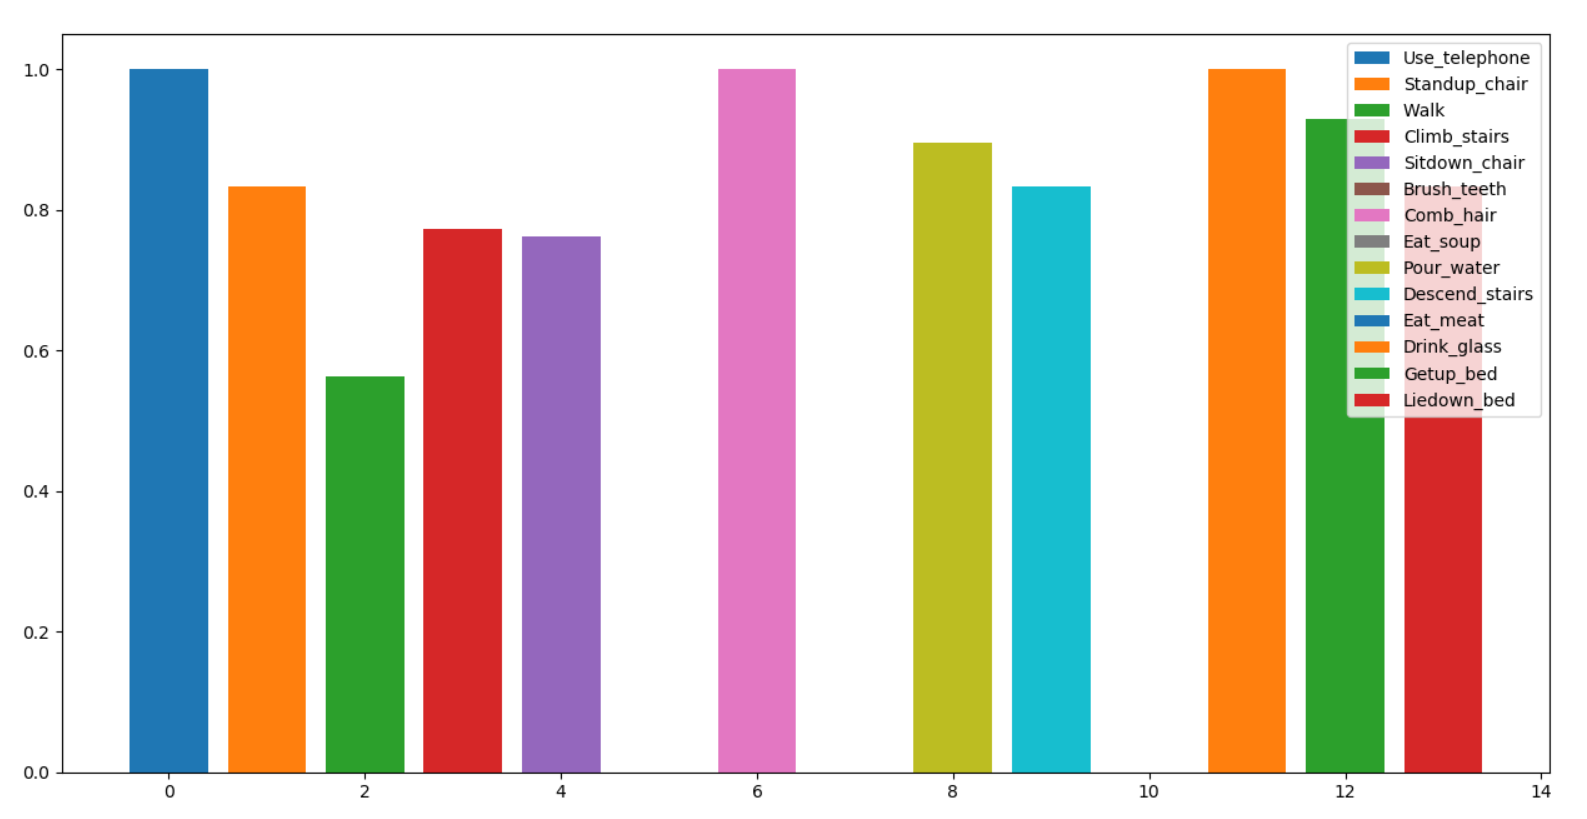 1.0
0.8
0.6
0.4
0.2
0.0
0 2 4 6 8 10 12 14
Use_telephone
Standup_chair
Walk
Climb_stairs
Sitdown_chair
Brush_teeth
Comb_hair
Eat_soup
Pour_water
Descend_stairs
Eat_meat
Drink_glass
Getup_bed
Liedown_bed